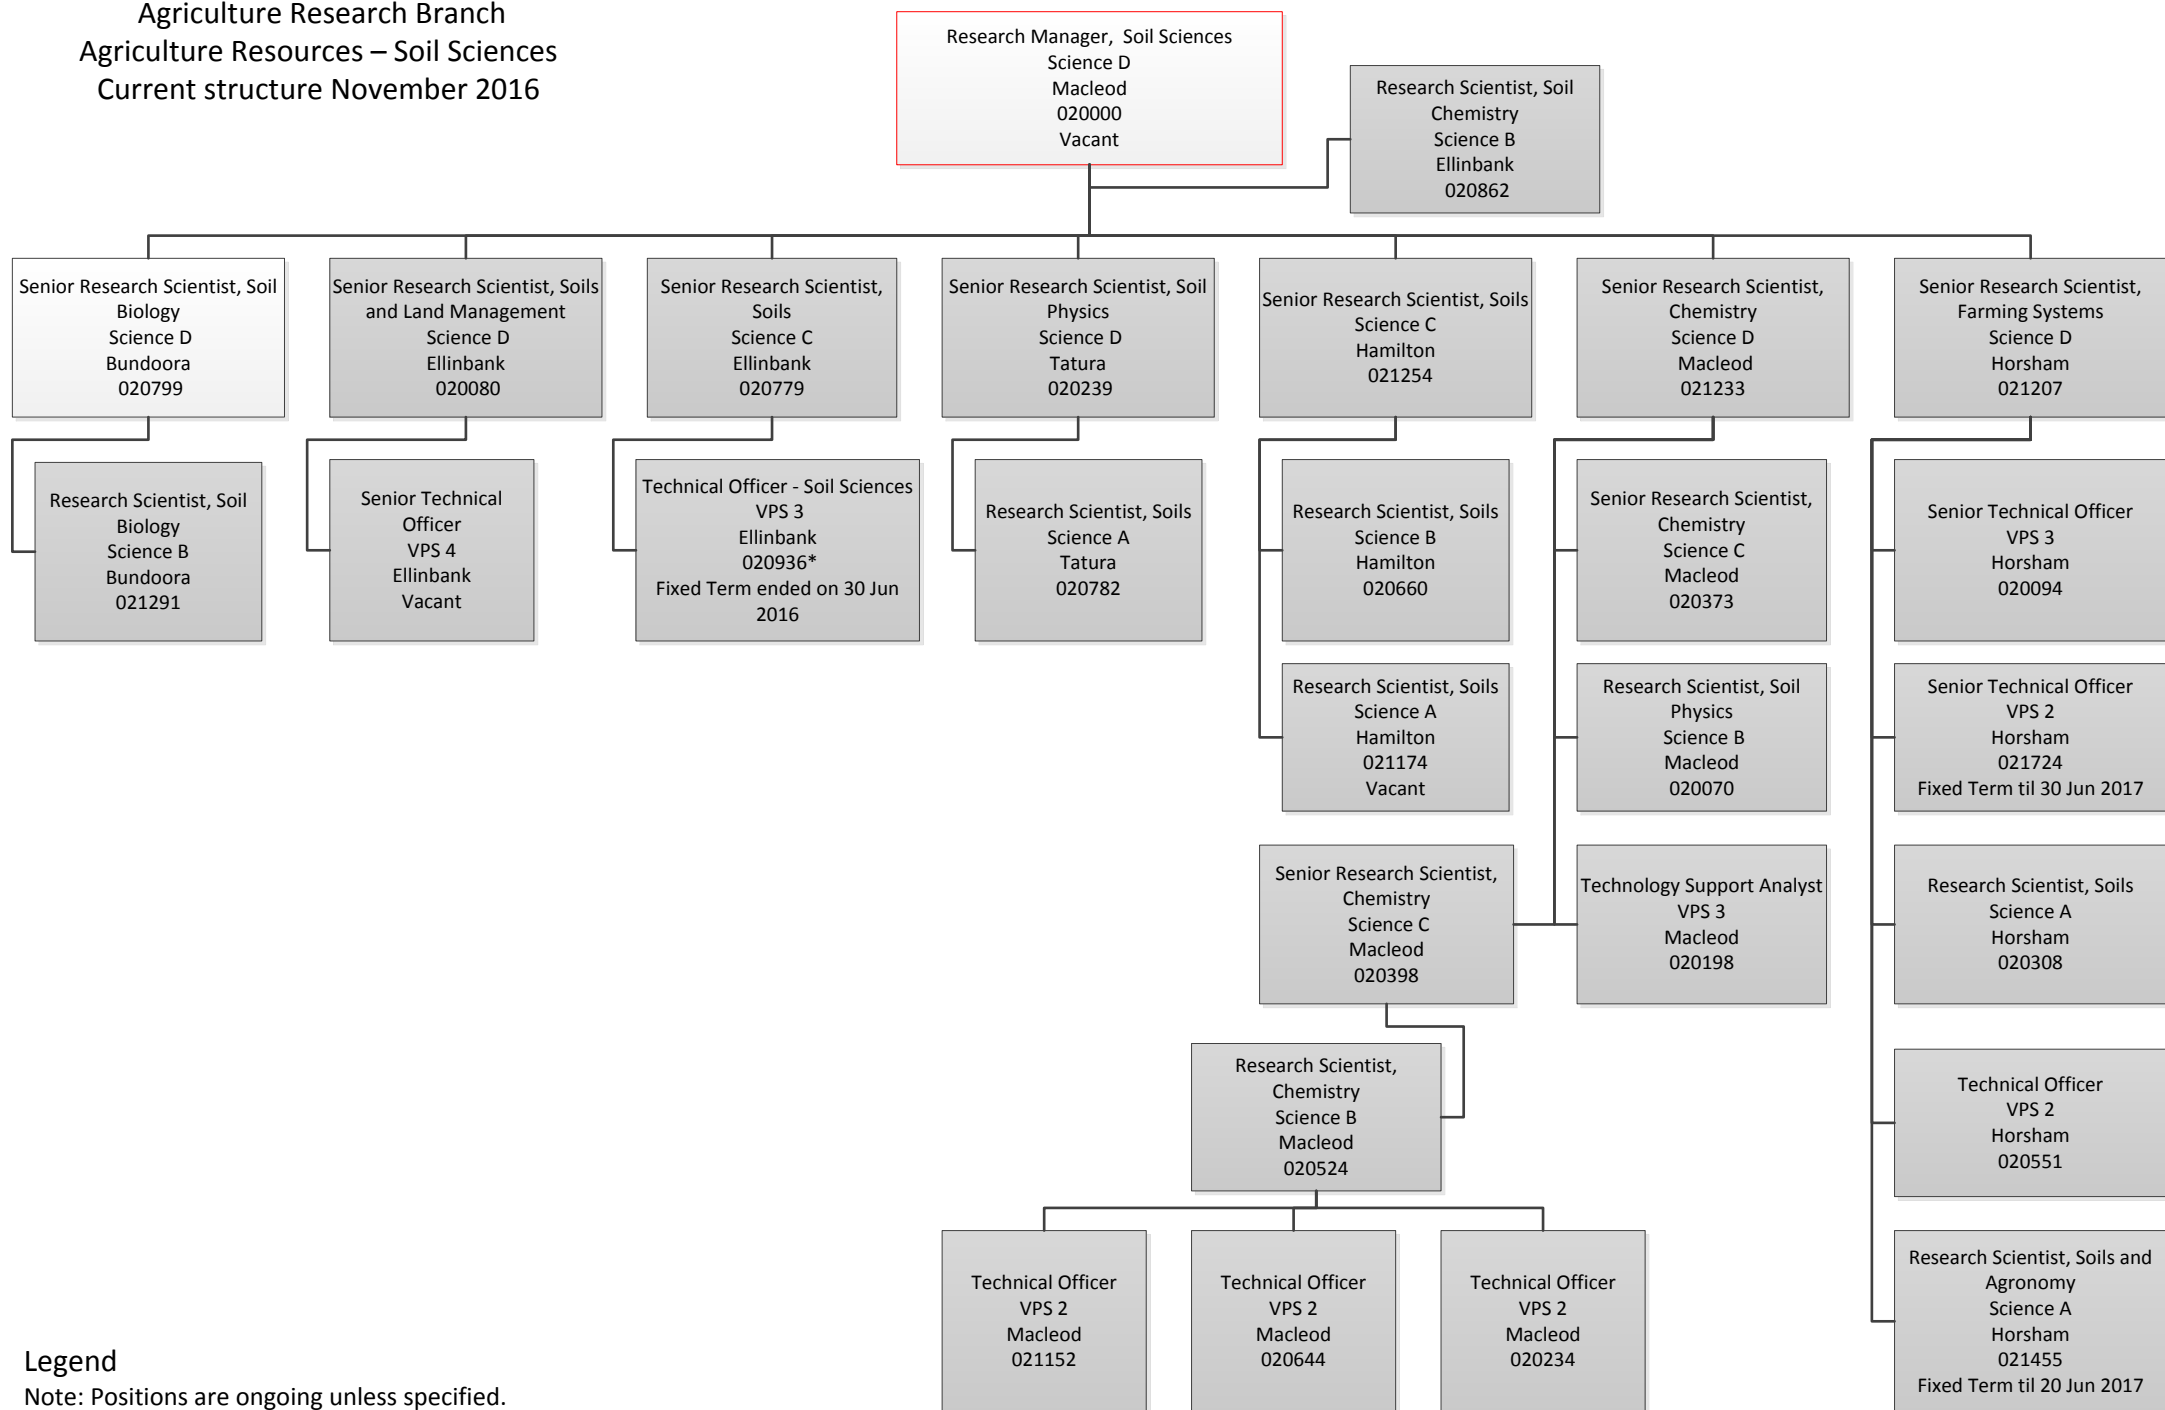 Agriculture Research Branch
Agriculture Resources – Soil Sciences
Current structure November 2016
Research Manager, Soil Sciences
Science D
Macleod
020000
Vacant
Research Scientist, Soil
Chemistry
Science B
Ellinbank
020862
Senior Research Scientist, Soil
Biology
Science D
Bundoora
020799
Senior Research Scientist, Soils
and Land Management
Science D
Ellinbank
020080
Senior Research Scientist,
Soils
Science C
Ellinbank
020779
Senior Research Scientist, Soil
Physics
Science D
Tatura
020239
Senior Research Scientist, Soils
Science C
Hamilton
021254
Senior Research Scientist,
Chemistry
Science D
Macleod
021233
Senior Research Scientist,
Farming Systems
Science D
Horsham
021207
Research Scientist, Soil
Biology
Science B
Bundoora
021291
Senior Technical
Officer
VPS 4
Ellinbank
Vacant
Technical Officer - Soil Sciences
VPS 3
Ellinbank
020936*
Fixed Term ended on 30 Jun
2016
Research Scientist, Soils
Science A
Tatura
020782
Research Scientist, Soils
Science B
Hamilton
020660
Senior Research Scientist,
Chemistry
Science C
Macleod
020373
Senior Technical Officer
VPS 3
Horsham
020094
Research Scientist, Soils
Science A
Hamilton
021174
Vacant
Research Scientist, Soil
Physics
Science B
Macleod
020070
Senior Technical Officer
VPS 2
Horsham
021724
Fixed Term til 30 Jun 2017
Senior Research Scientist,
Chemistry
Science C
Macleod
020398
Technology Support Analyst
VPS 3
Macleod
020198
Research Scientist, Soils
Science A
Horsham
020308
Research Scientist,
Chemistry
Science B
Macleod
020524
Technical Officer
VPS 2
Horsham
020551
Technical Officer
VPS 2
Macleod
021152
Technical Officer
VPS 2
Macleod
020644
Technical Officer
VPS 2
Macleod
020234
Research Scientist, Soils and
Agronomy
Science A
Horsham
021455
Fixed Term til 20 Jun 2017
Legend
Note: Positions are ongoing unless specified.